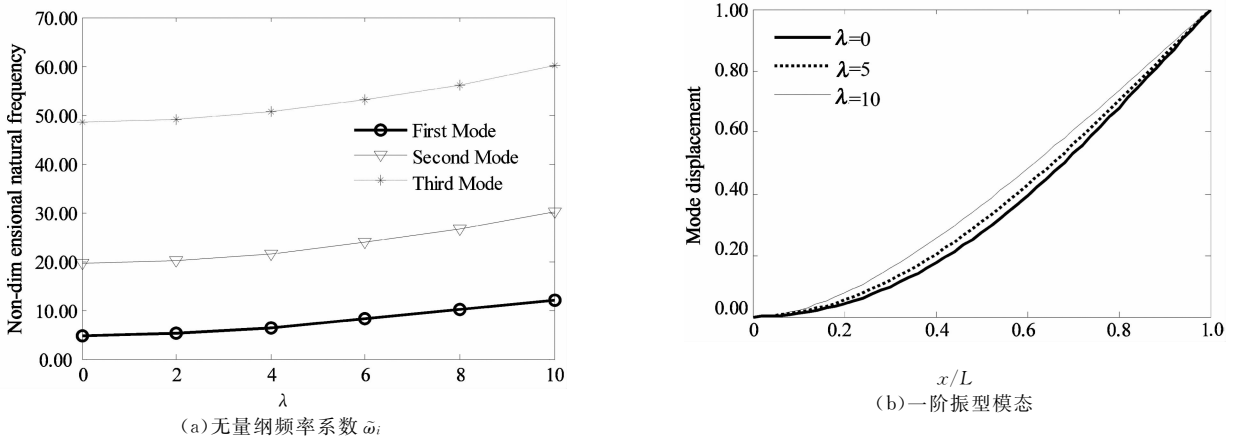 70.00
60.00
50.00
40.00
30.00
20.00
10.00
0.00
Non-dim ensional natural frequency
First Mode
Second Mode
Third Mode
0 2 4 6 8 10
λ
(a)无量纲频率系数 ω̃i
1.00
0.80
0.60
0.40
0.20
0.00
Mode displacement
λ=0
λ=5
λ=10
0 0.2 0.4 0.6 0.8 1.0
x/L
(b)一阶振型模态